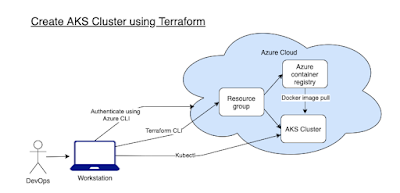 Create AKS Cluster using Terraform
Azure Cloud
Azure
container
registry
Authenticate using
Azure CLI
Resource
group
Docker image pull
Terraform CLI
AKS Cluster
Kubectl
DevOps
Workstation